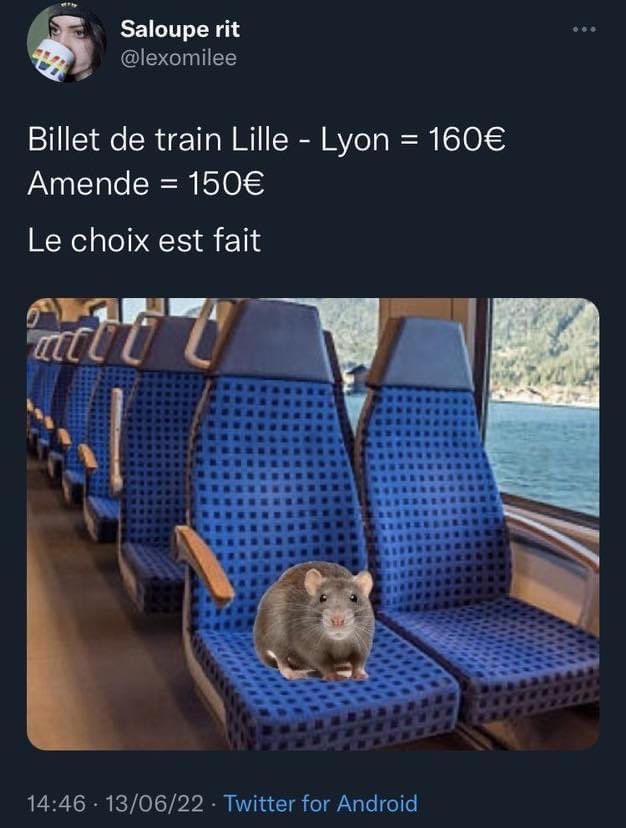 Saloupe rit
@lexomilee
Billet de train Lille - Lyon = 160€
Amende = 150€
Le choix est fait
14:46 · 13/06/22 · Twitter for Android